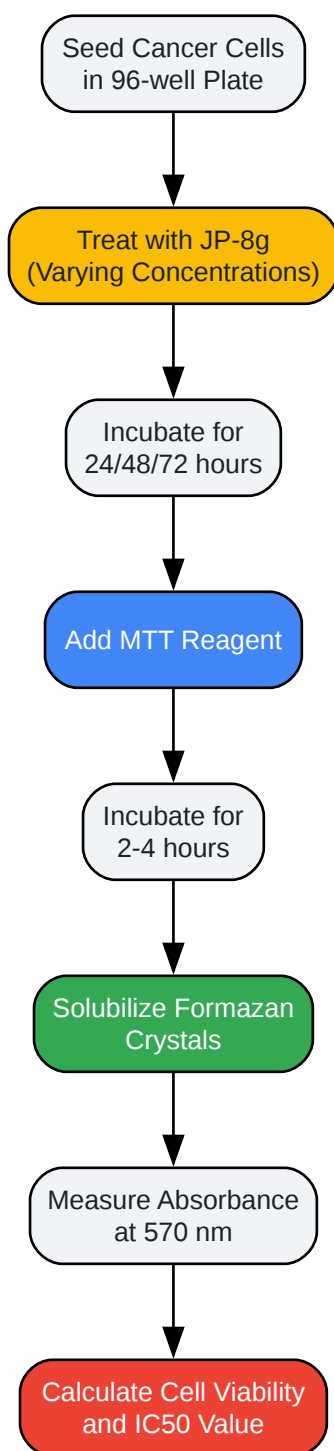 Seed Cancer Cells
in 96-well Plate
Treat with JP-8g
(Varying Concentrations)
Incubate for
24/48/72 hours
Add MTT Reagent
Incubate for
2-4 hours
Solubilize Formazan
Crystals
Measure Absorbance
at 570 nm
Calculate Cell Viability
and IC50 Value